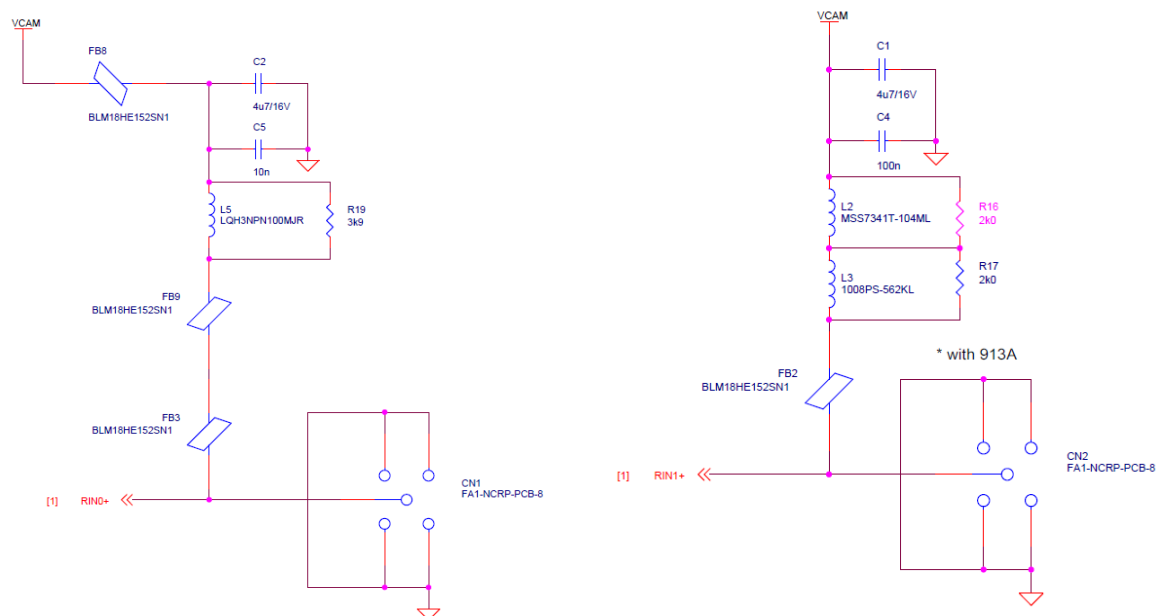 VCAM
FB8
BLM18HE152SN1
C2
4u7/16V
C5
10n
L5
LQH3NPN100MJR
R19
3k9
FB9
BLM18HE152SN1
FB3
BLM18HE152SN1
[1] RIN0+
CN1
FA1-NCRP-PCB-8
VCAM
C1
4u7/16V
C4
100n
L2
MSS7341T-104ML
R16
2k0
L3
1008PS-562KL
R17
2k0
* with 913A
FB2
BLM18HE152SN1
[1] RIN1+
CN2
FA1-NCRP-PCB-8